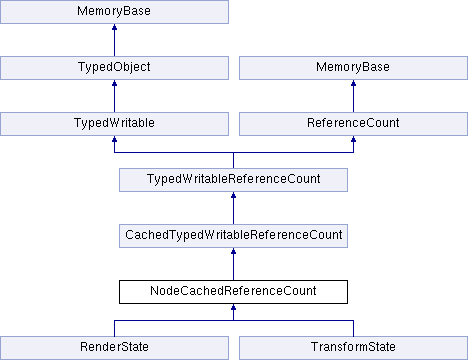 MemoryBase
TypedObject
MemoryBase
TypedWritable
ReferenceCount
TypedWritableReferenceCount
CachedTypedWritableReferenceCount
NodeCachedReferenceCount
RenderState
TransformState